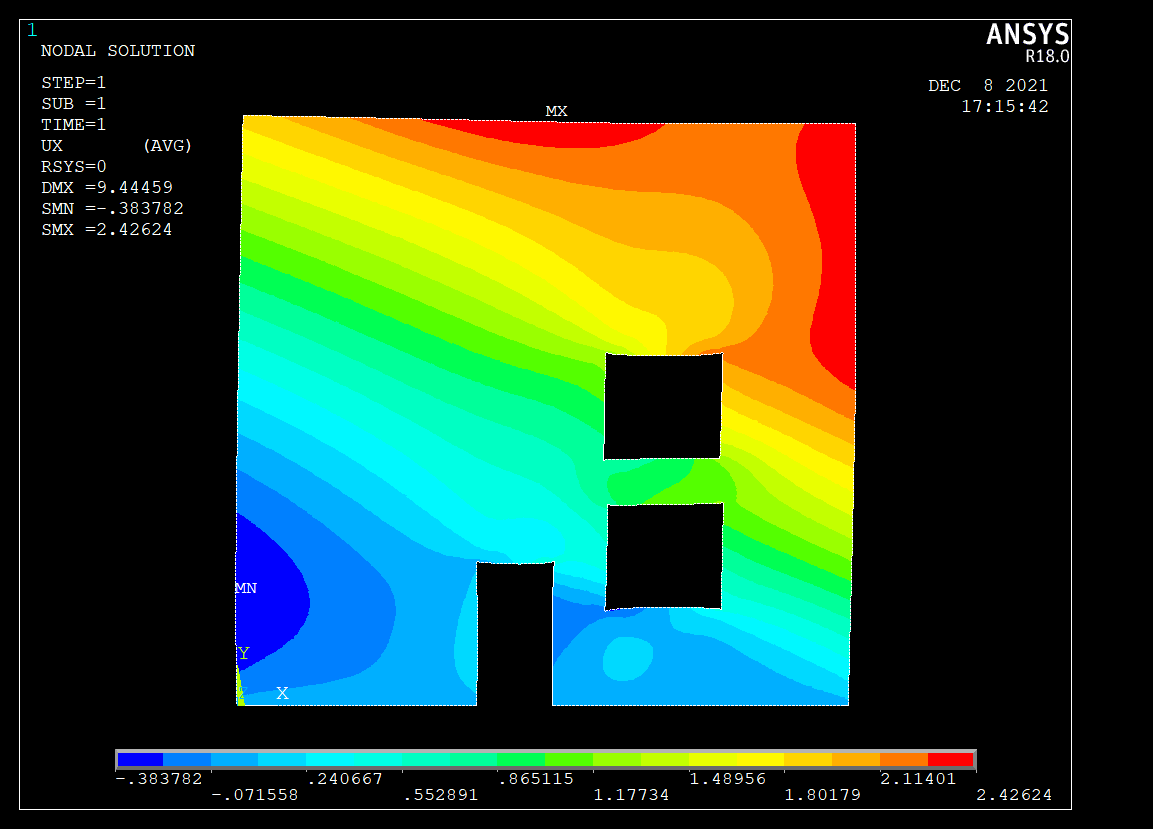 1
ANSYS
R18.0
NODAL SOLUTION
STEP=1
SUB =1
TIME=1
UX (AVG)
RSYS=0
DMX =9.44459
SMN =-.383782
SMX =2.42624
DEC 8 2021
17:15:42
MX
MN
Y
X
-.383782 .240667 .865115 1.48956 2.11401
-.071558 .552891 1.17734 1.80179 2.42624